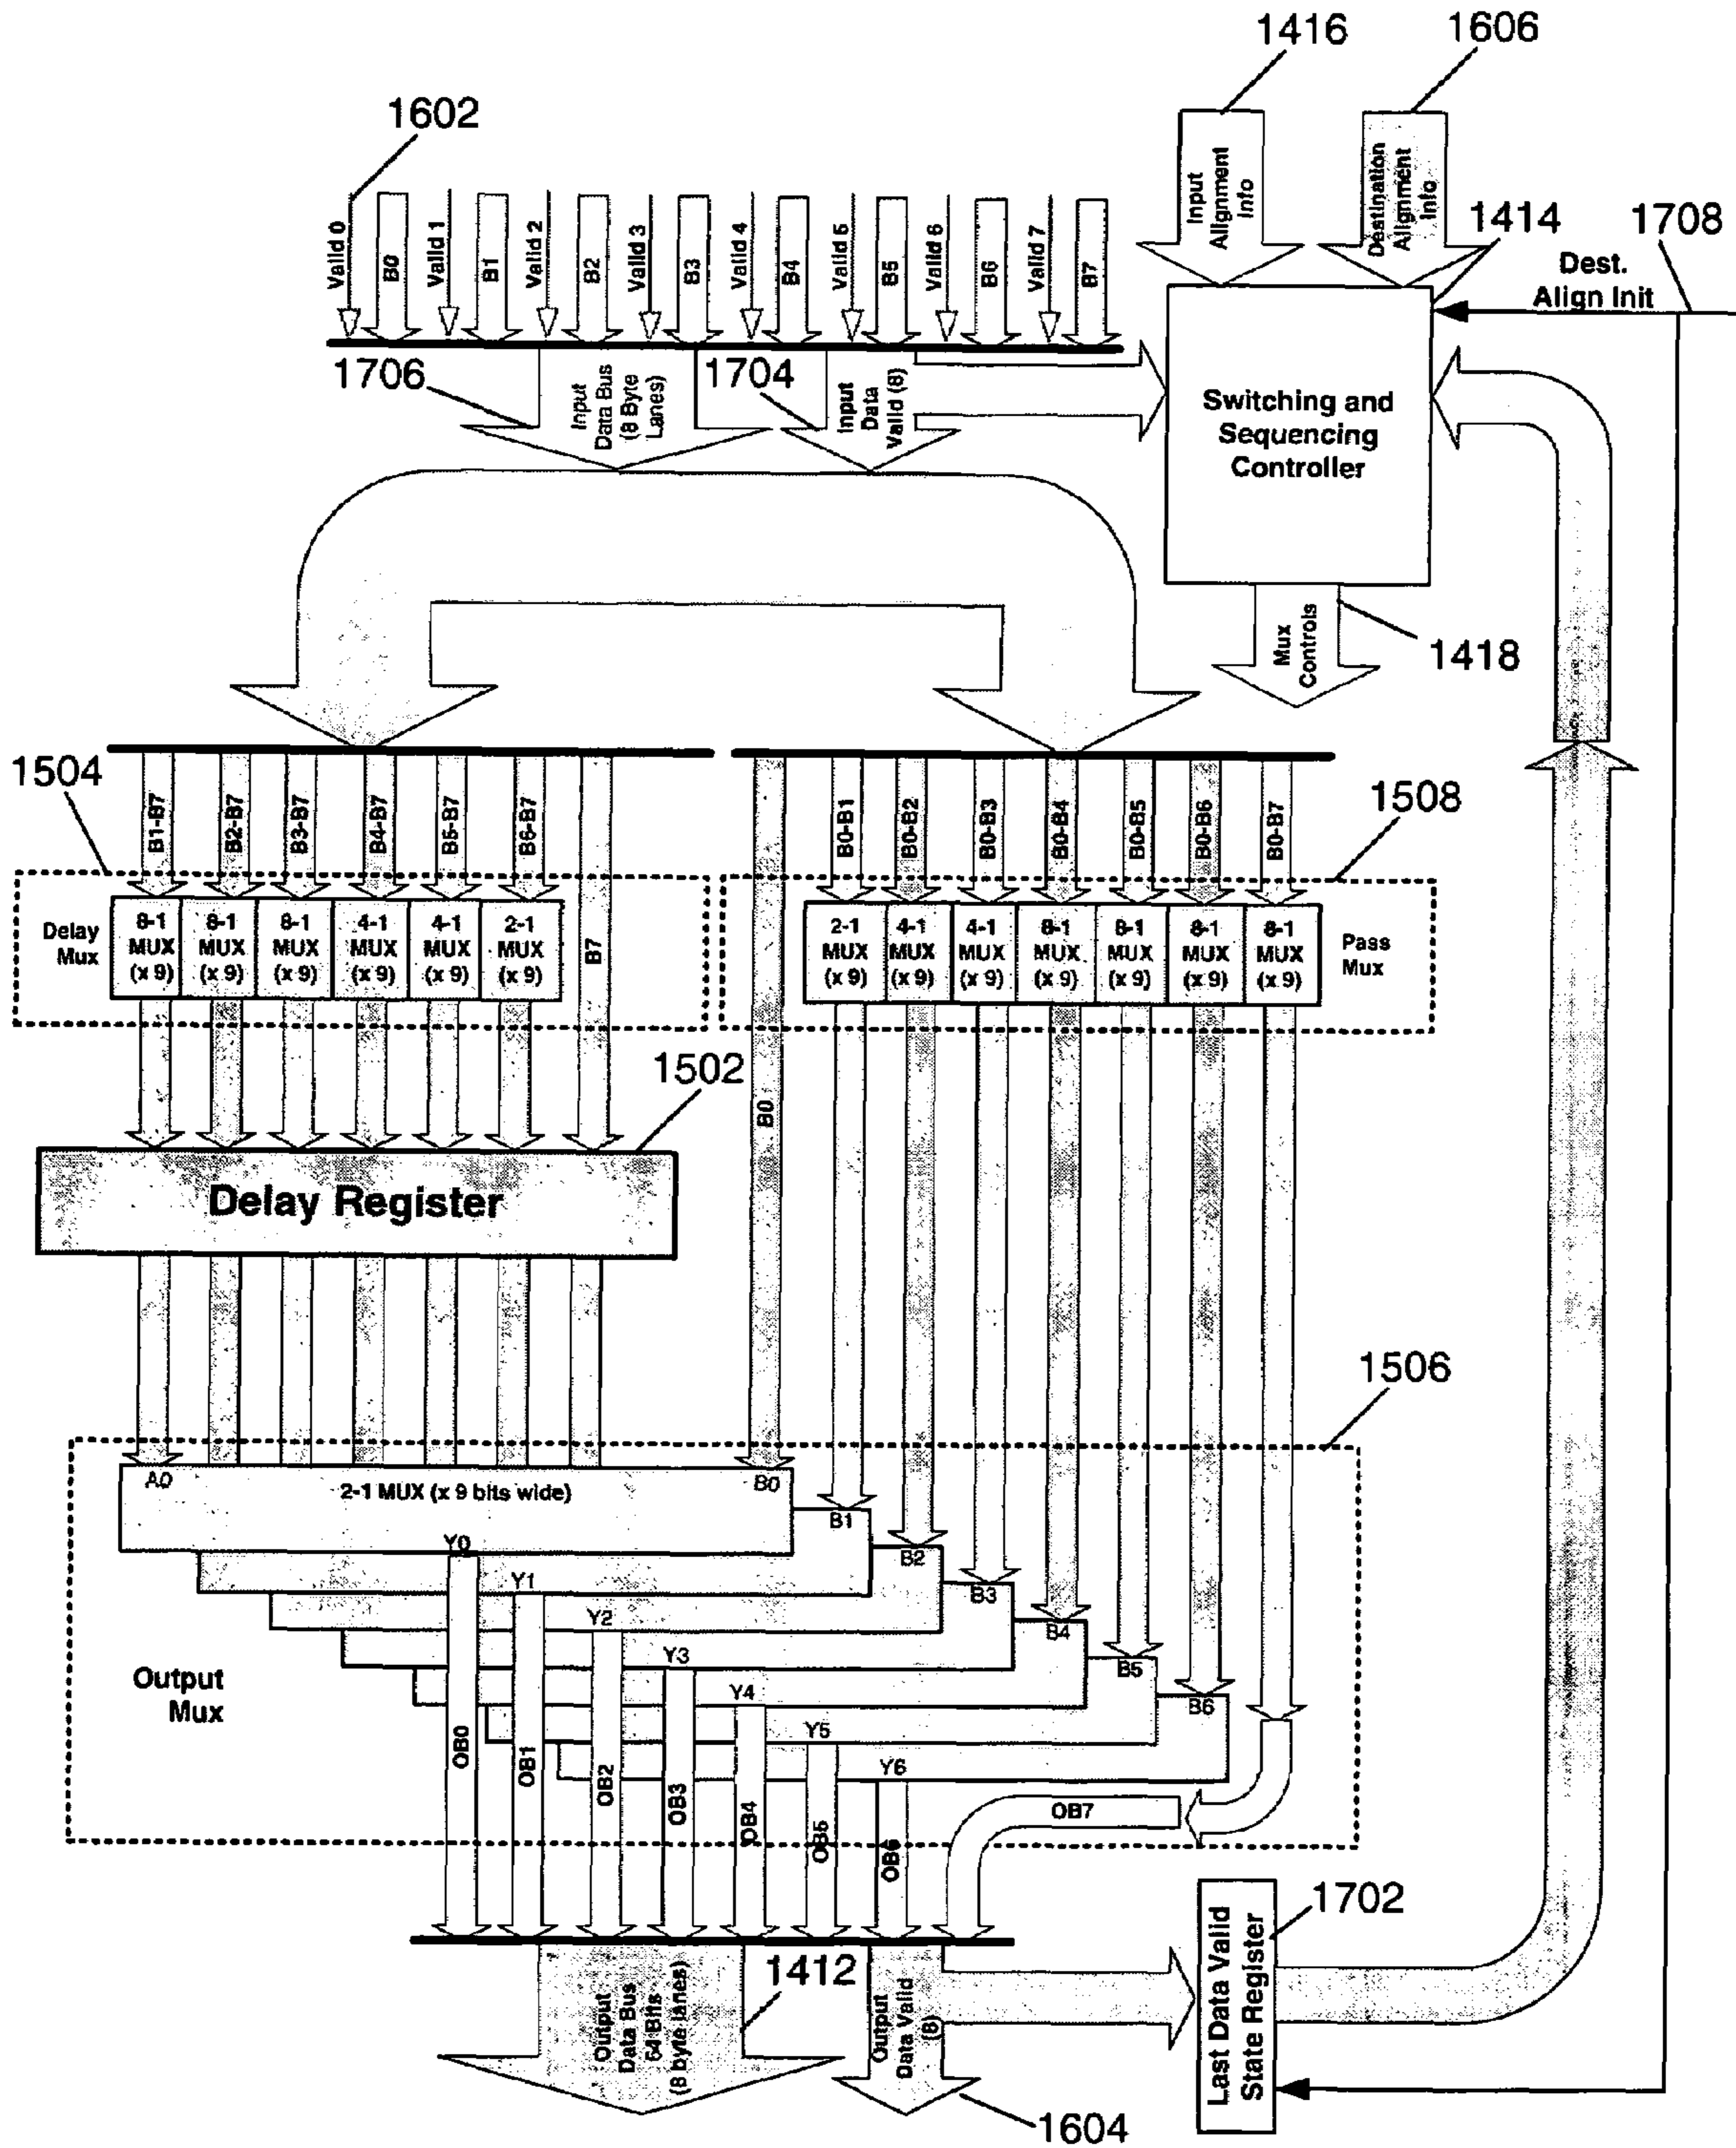 1416
1606
1602
Input
Alignment
Info
Destination
Alignment
Info
1414
1708
Valid 0
B0
Valid 1
B1
Valid 2
B2
Valid 3
B3
Valid 4
B4
Valid 5
B5
Valid 6
B6
Valid 7
B7
Dest.
Align Init
1706
Input
Data Bus
(8 Byte
Lanes)
1704
Input
Data
Valid (8)
Switching and
Sequencing
Controller
Mux
Controls
1418
1504
B1-B7
B2-B7
B3-B7
B4-B7
B5-B7
B6-B7
B0-B1
B0-B2
B0-B3
B0-B4
B0-B5
B0-B6
B0-B7
1508
Delay
Mux
8-1
MUX
(x 9)
8-1
MUX
(x 9)
8-1
MUX
(x 9)
4-1
MUX
(x 9)
4-1
MUX
(x 9)
2-1
MUX
(x 9)
B7
2-1
MUX
(x 9)
4-1
MUX
(x 9)
4-1
MUX
(x 9)
8-1
MUX
(x 9)
8-1
MUX
(x 9)
8-1
MUX
(x 9)
8-1
MUX
(x 9)
Pass
Mux
1502
B0
Delay Register
1506
A0
2-1 MUX (x 9 bits wide)
B0
Y0
B1
Y1
B2
Y2
B3
Y3
B4
Y4
B5
Y5
B6
Y6
Output
Mux
OB0
OB1
OB2
OB3
OB4
OB5
OB6
OB7
1702
Last Data Valid
State Register
1412
Output
Data Bus
64 Bits
(8 byte lanes)
Output
Data Valid
(8)
1604